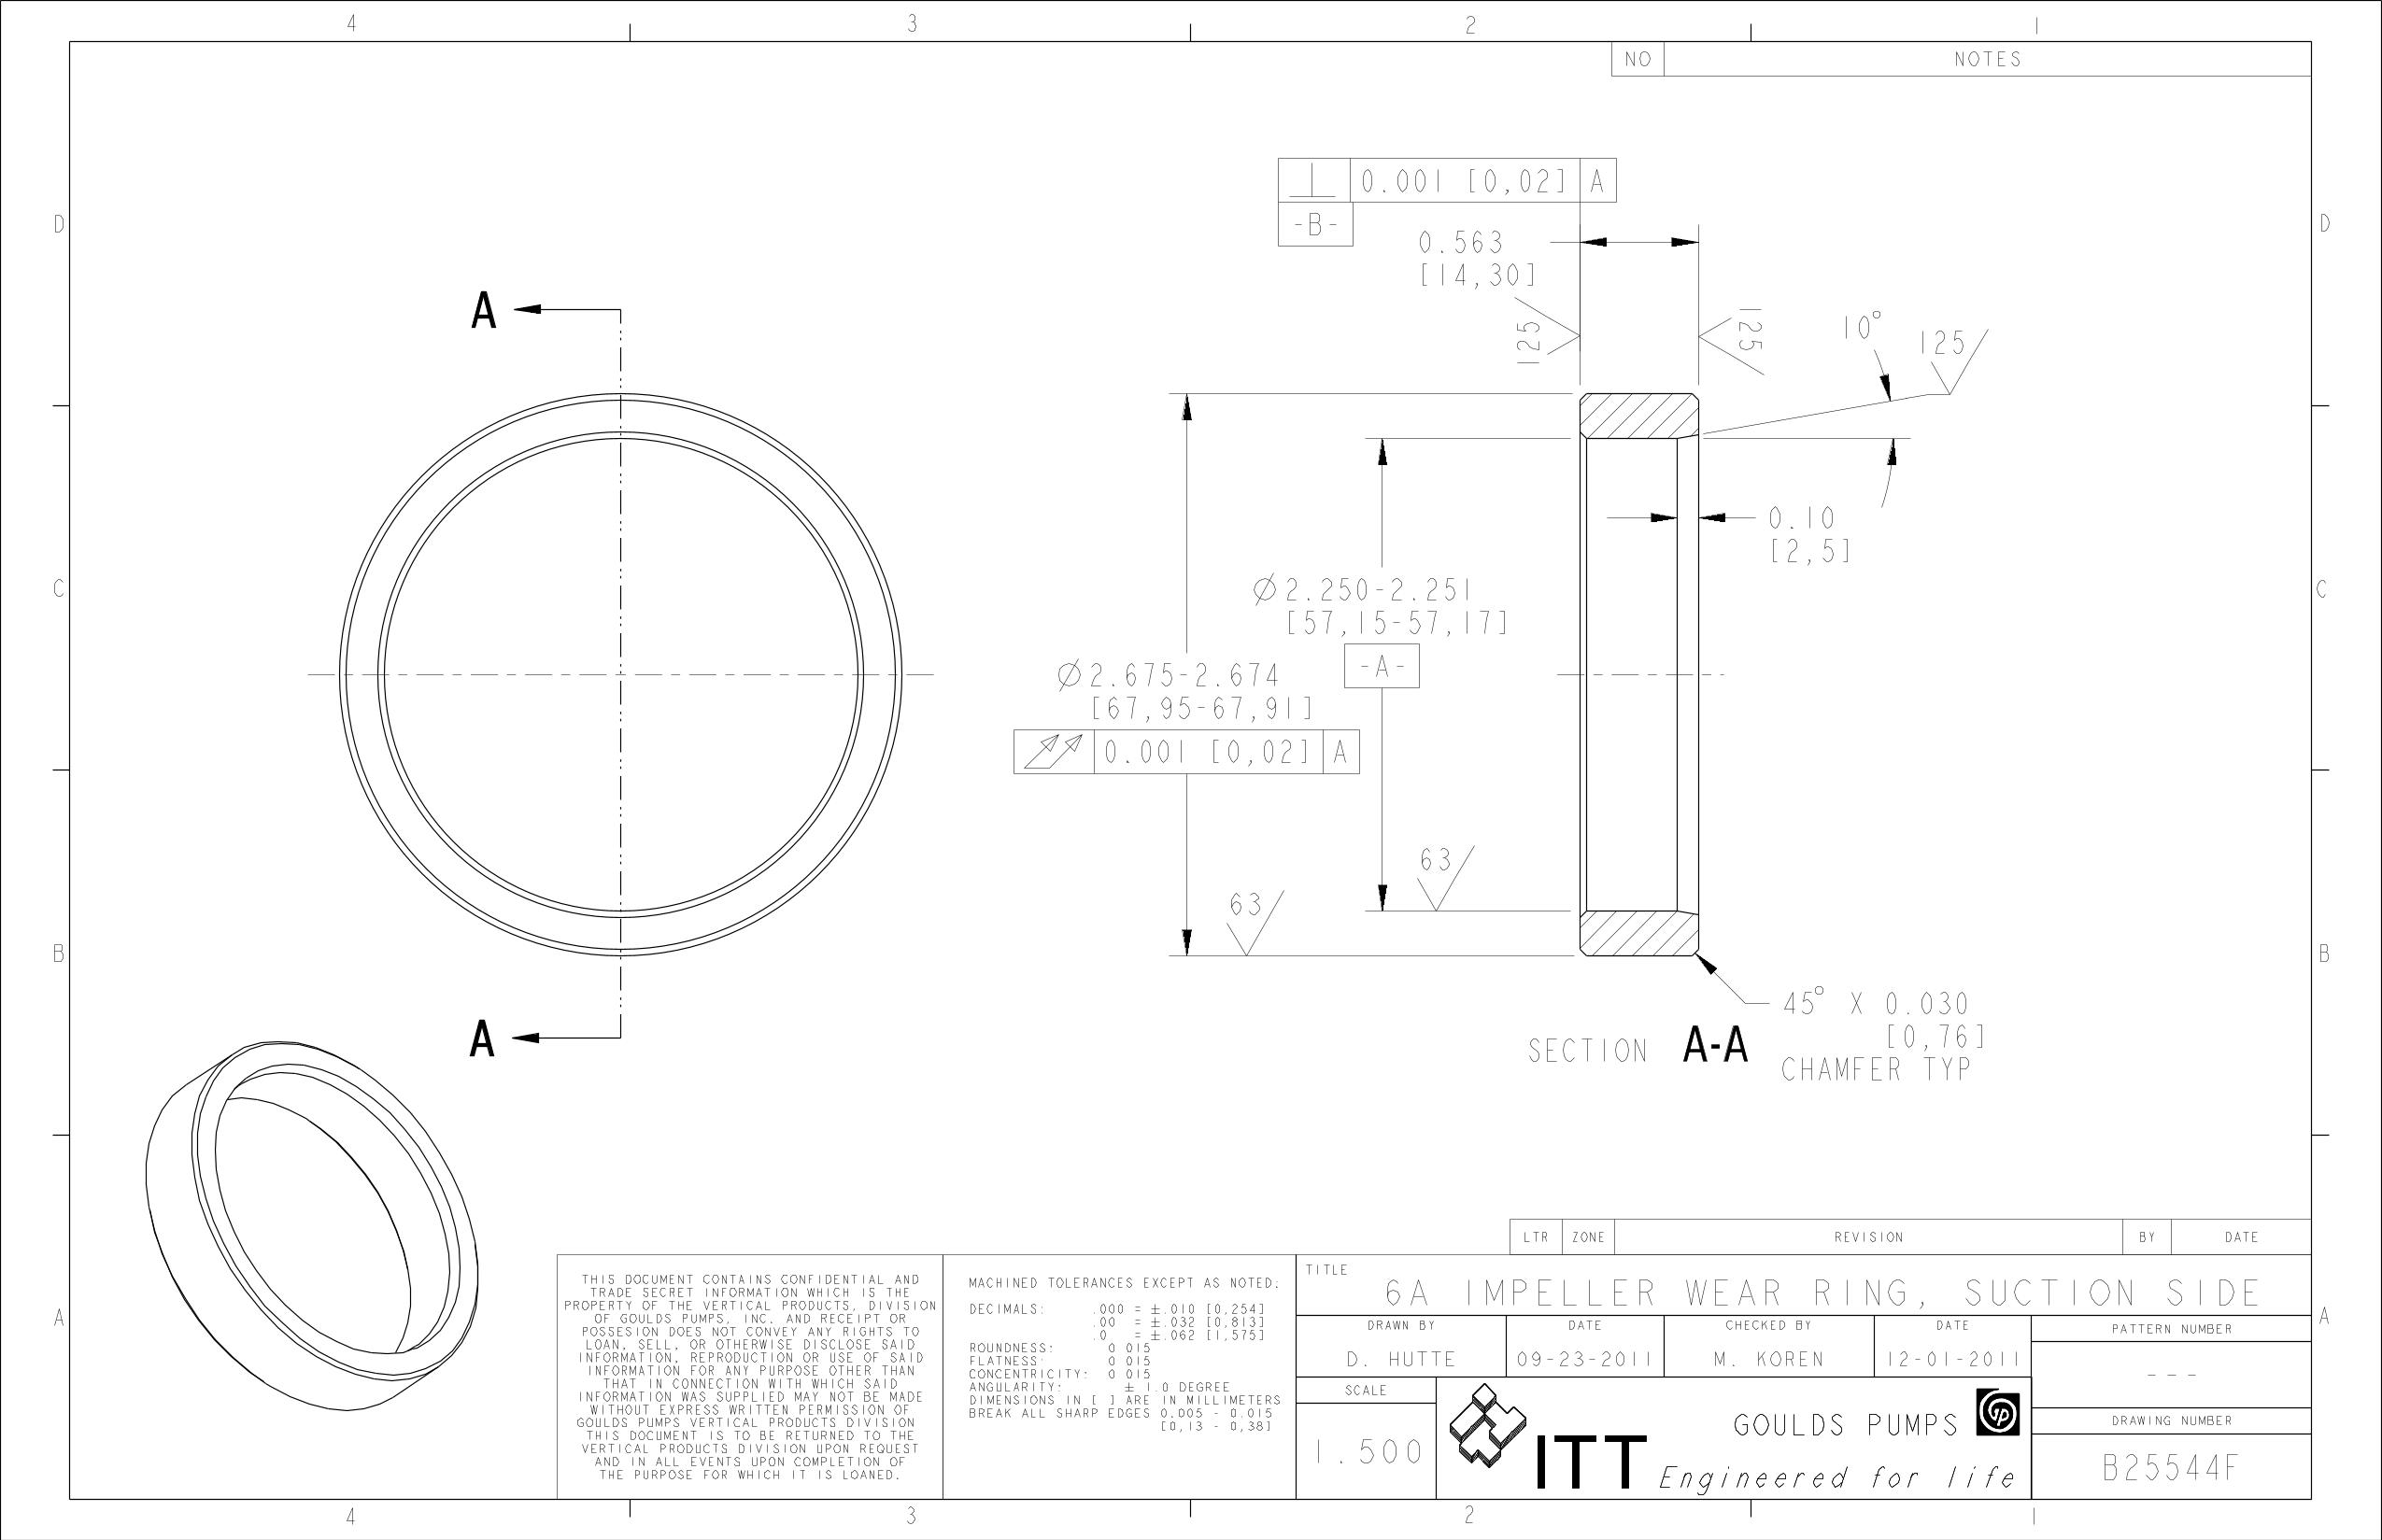 4 3 2 1
NO NOTES
D D
C C
B B
A A
0.001 [0,02] A
-B-
0.563
[14,30]
125
125
10°
125
A
0.10
[2,5]
Ø2.250-2.251
[57,15-57,17]
-A-
Ø2.675-2.674
[67,95-67,91]
0.001 [0,02] A
63
63
45° X 0.030
[0,76]
CHAMFER TYP
A
SECTION A-A
LTR ZONE REVISION BY DATE
THIS DOCUMENT CONTAINS CONFIDENTIAL AND
TRADE SECRET INFORMATION WHICH IS THE
PROPERTY OF THE VERTICAL PRODUCTS, DIVISION
OF GOULDS PUMPS, INC. AND RECEIPT OR
POSSESION DOES NOT CONVEY ANY RIGHTS TO
LOAN, SELL, OR OTHERWISE DISCLOSE SAID
INFORMATION, REPRODUCTION OR USE OF SAID
INFORMATION FOR ANY PURPOSE OTHER THAN
THAT IN CONNECTION WITH WHICH SAID
INFORMATION WAS SUPPLIED MAY NOT BE MADE
WITHOUT EXPRESS WRITTEN PERMISSION OF
GOULDS PUMPS VERTICAL PRODUCTS DIVISION
THIS DOCUMENT IS TO BE RETURNED TO THE
VERTICAL PRODUCTS DIVISION UPON REQUEST
AND IN ALL EVENTS UPON COMPLETION OF
THE PURPOSE FOR WHICH IT IS LOANED.
MACHINED TOLERANCES EXCEPT AS NOTED:
DECIMALS: .000 = ±.010 [0,254]
.00 = ±.032 [0,813]
.0 = ±.062 [1,575]
ROUNDNESS: 0.015
FLATNESS: 0.015
CONCENTRICITY: 0.015
ANGULARITY: ± 1.0 DEGREE
DIMENSIONS IN [ ] ARE IN MILLIMETERS
BREAK ALL SHARP EDGES 0.005 - 0.015
[0,13 - 0,38]
TITLE
6A IMPELLER WEAR RING, SUCTION SIDE
DRAWN BY DATE CHECKED BY DATE
D. HUTTE 09-23-2011 M. KOREN 12-01-2011
PATTERN NUMBER
---
SCALE
1.500
ITT
GOULDS PUMPS
Engineered for life
DRAWING NUMBER
B25544F
4 3 2 1